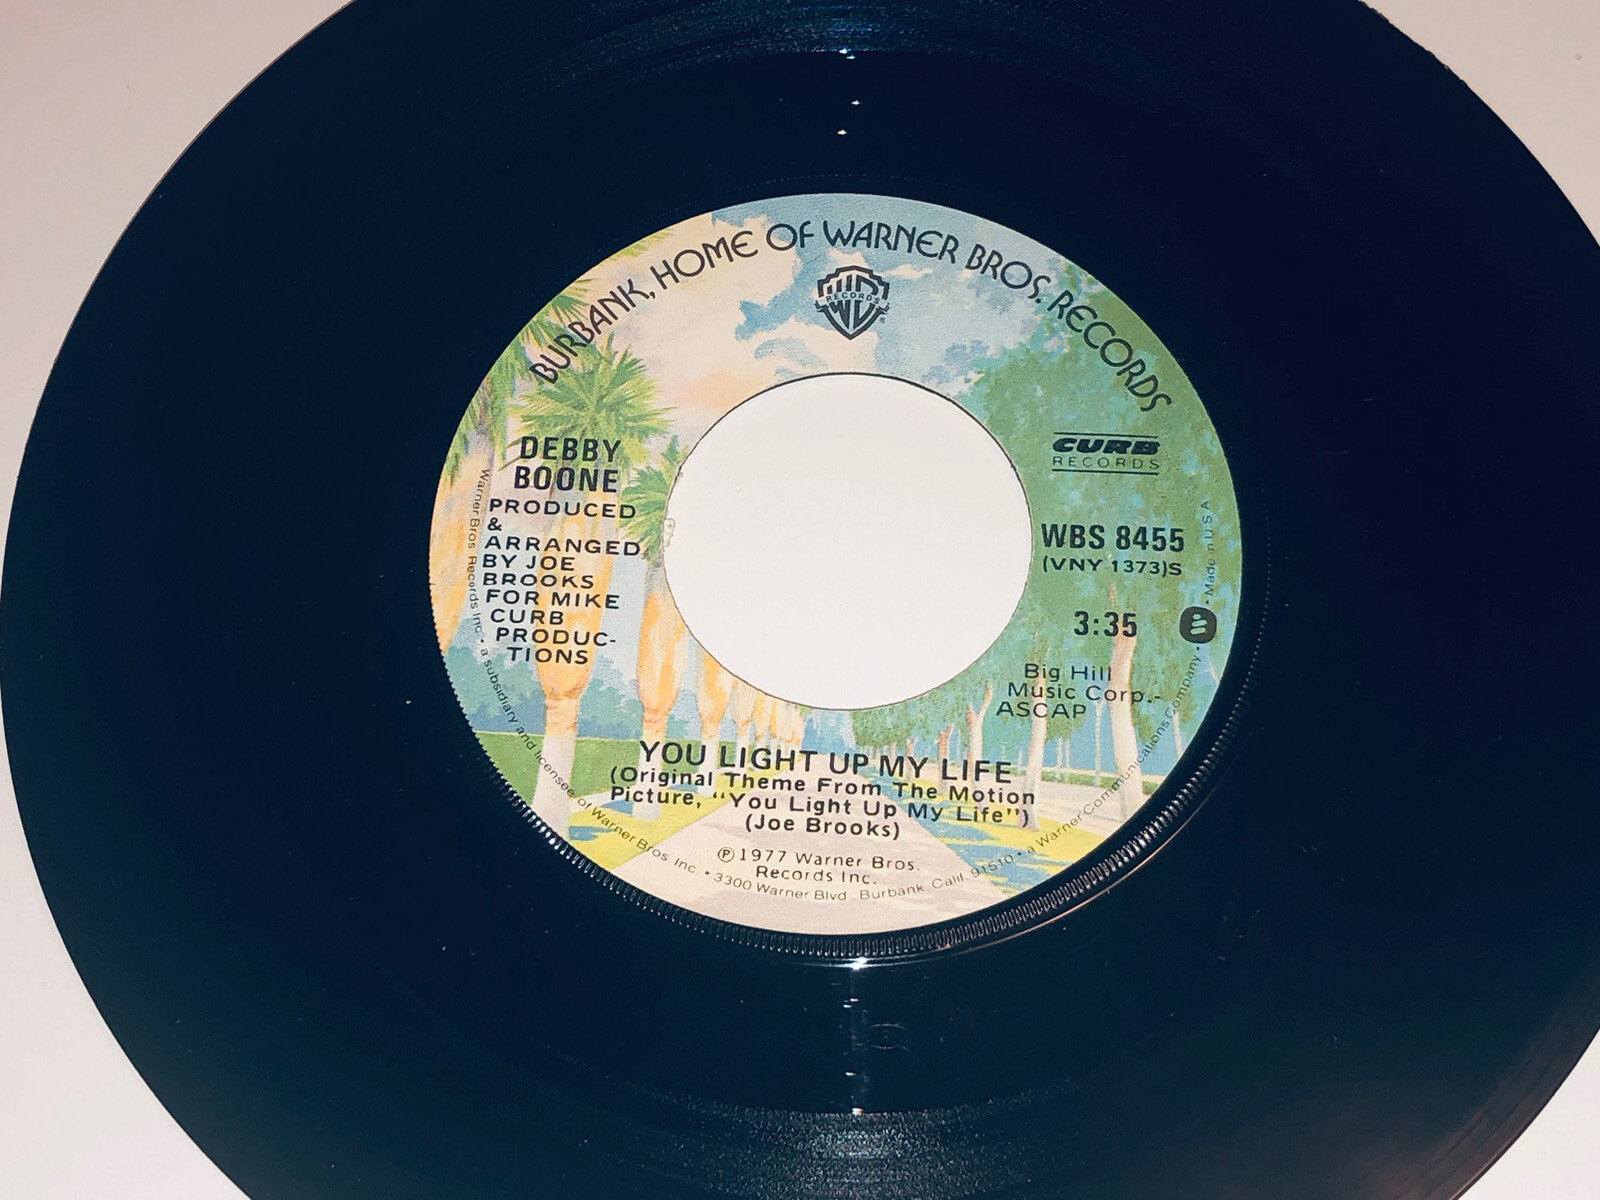 BURBANK, HOME OF WARNER BROS. RECORDS
W
RECORDS
B
®
DEBBY
BOONE
PRODUCED
&
ARRANGED
BY JOE
BROOKS
FOR MIKE
CURB
PRODUC-
TIONS
CURB
RECORDS
WBS 8455
(VNY 1373)S
3:35
Big Hill
Music Corp.-
ASCAP
YOU LIGHT UP MY LIFE
(Original Theme From The Motion
Picture, “You Light Up My Life”)
(Joe Brooks)
℗1977 Warner Bros.
Records Inc.
Warner Bros. Records Inc. • a subsidiary and licensee of Warner Bros. Inc. • 3300 Warner Blvd., Burbank, Calif. 91510 • a Warner Communications Company • • Made in U S A